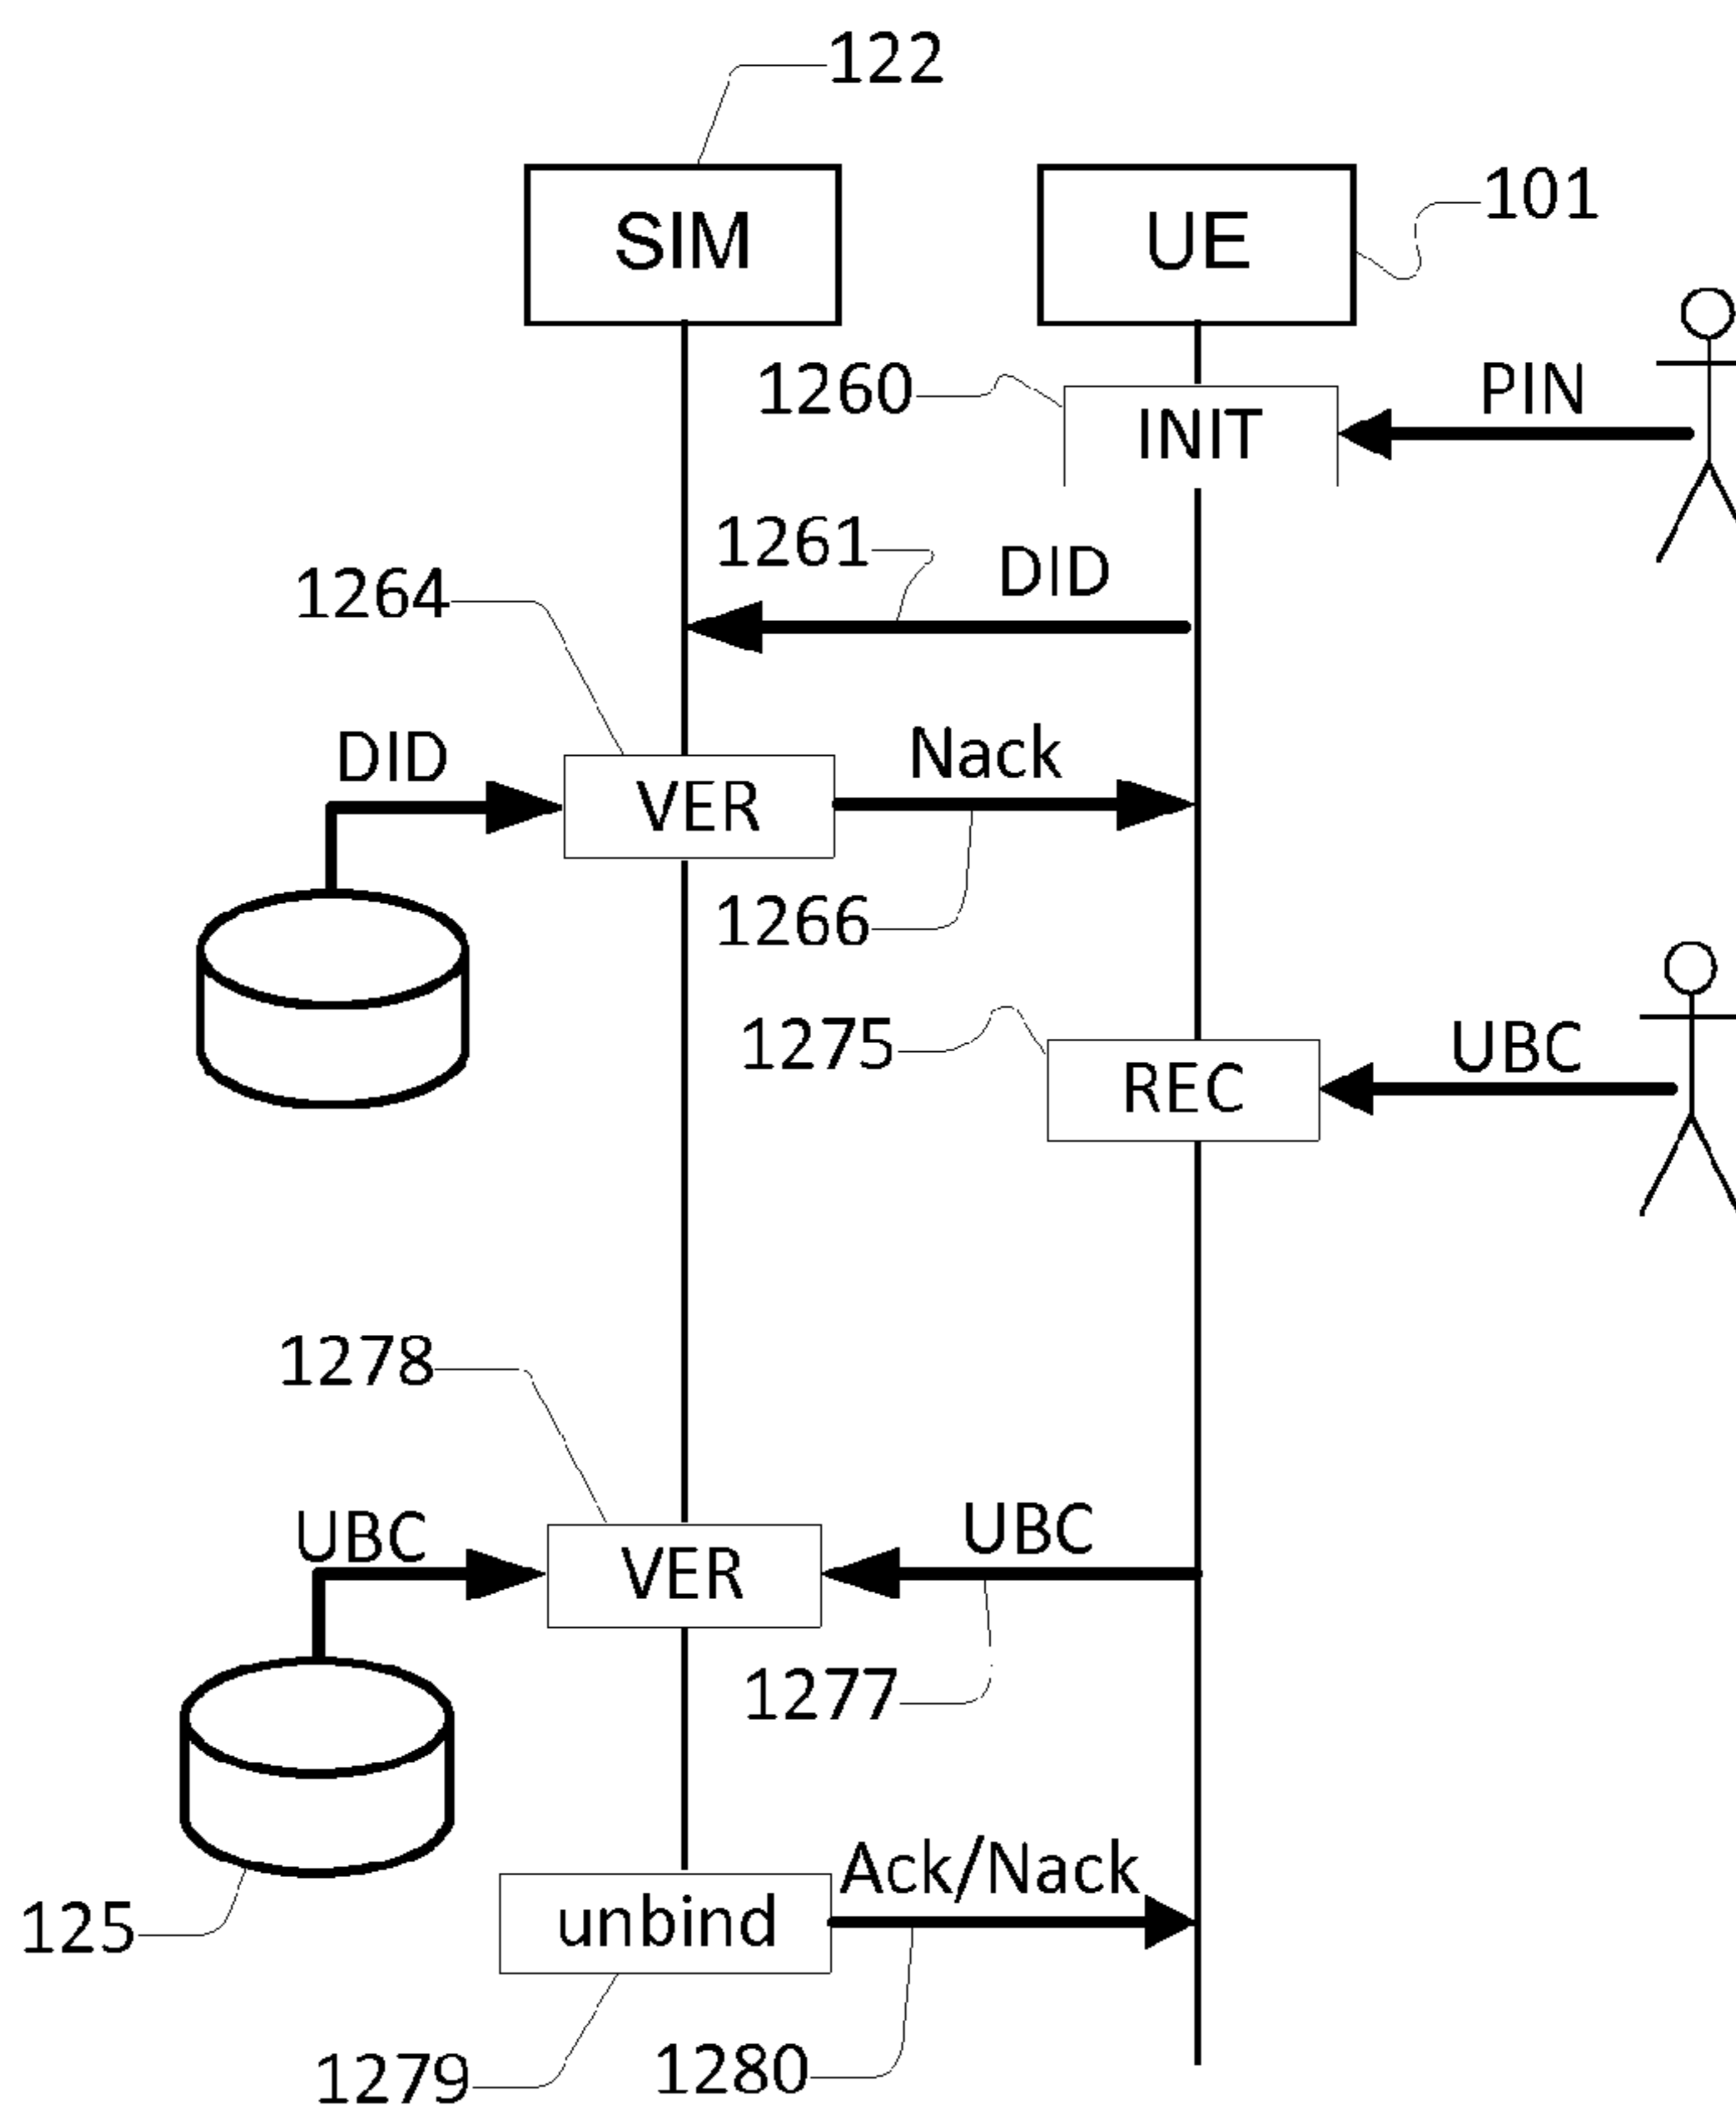 122
SIM
UE
101
1260
INIT
PIN
1261
DID
1264
DID
VER
Nack
1266
1275
REC
UBC
1278
UBC
VER
UBC
1277
125
unbind
Ack/Nack
1279
1280